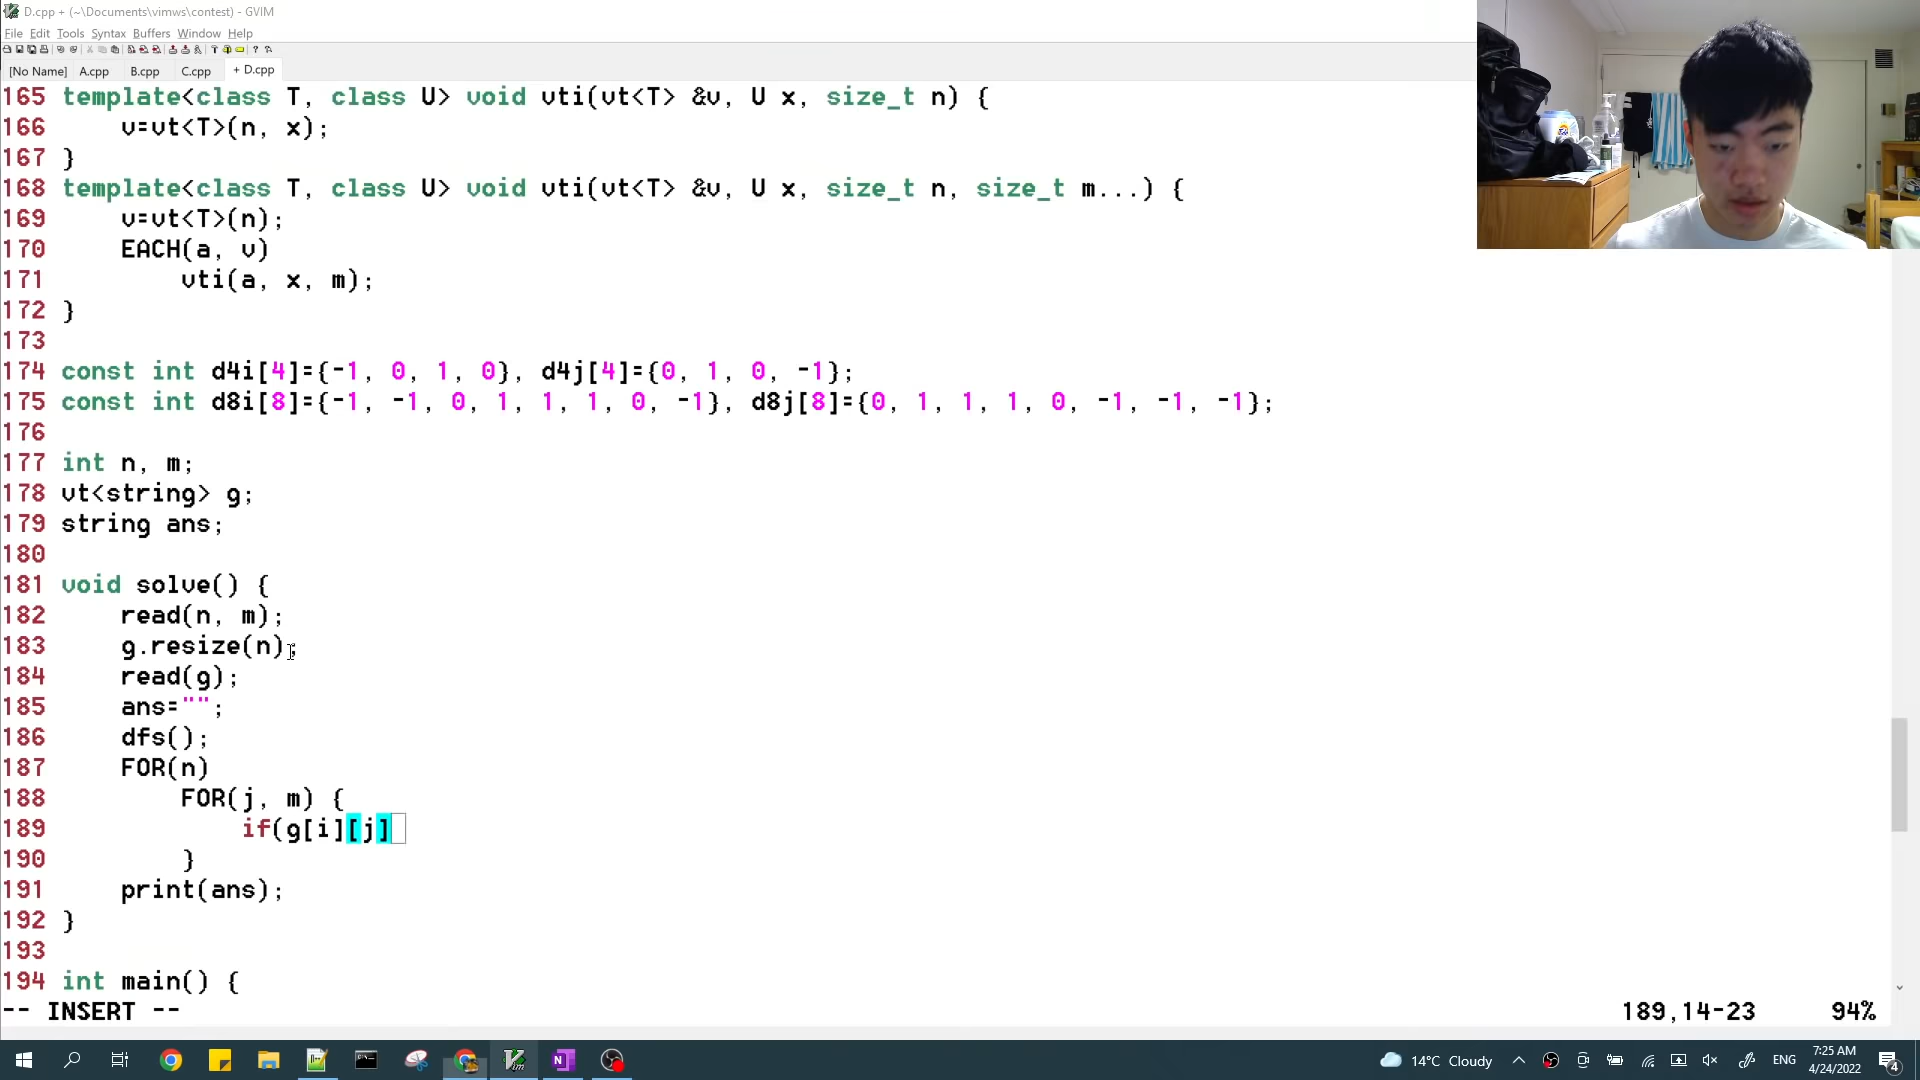 D.cpp + (~\Documents\vimws\contest) - GVIM
File Edit Tools Syntax Buffers Window Help
[No Name] A.cpp B.cpp C.cpp + D.cpp
165 template<class T, class U> void vti(vt<T> &v, U x, size_t n) {
166     v=vt<T>(n, x);
167 }
168 template<class T, class U> void vti(vt<T> &v, U x, size_t n, size_t m...) {
169     v=vt<T>(n);
170     EACH(a, v)
171         vti(a, x, m);
172 }
173
174 const int d4i[4]={-1, 0, 1, 0}, d4j[4]={0, 1, 0, -1};
175 const int d8i[8]={-1, -1, 0, 1, 1, 1, 0, -1}, d8j[8]={0, 1, 1, 1, 0, -1, -1, -1};
176
177 int n, m;
178 vt<string> g;
179 string ans;
180
181 void solve() {
182     read(n, m);
183     g.resize(n);
184     read(g);
185     ans="";
186     dfs();
187     FOR(n)
188         FOR(j, m) {
189             if(g[i][j]
190         }
191     print(ans);
192 }
193
194 int main() {
-- INSERT --
189,14-23 94%
14°C Cloudy
ENG
7:25 AM
4/24/2022
4